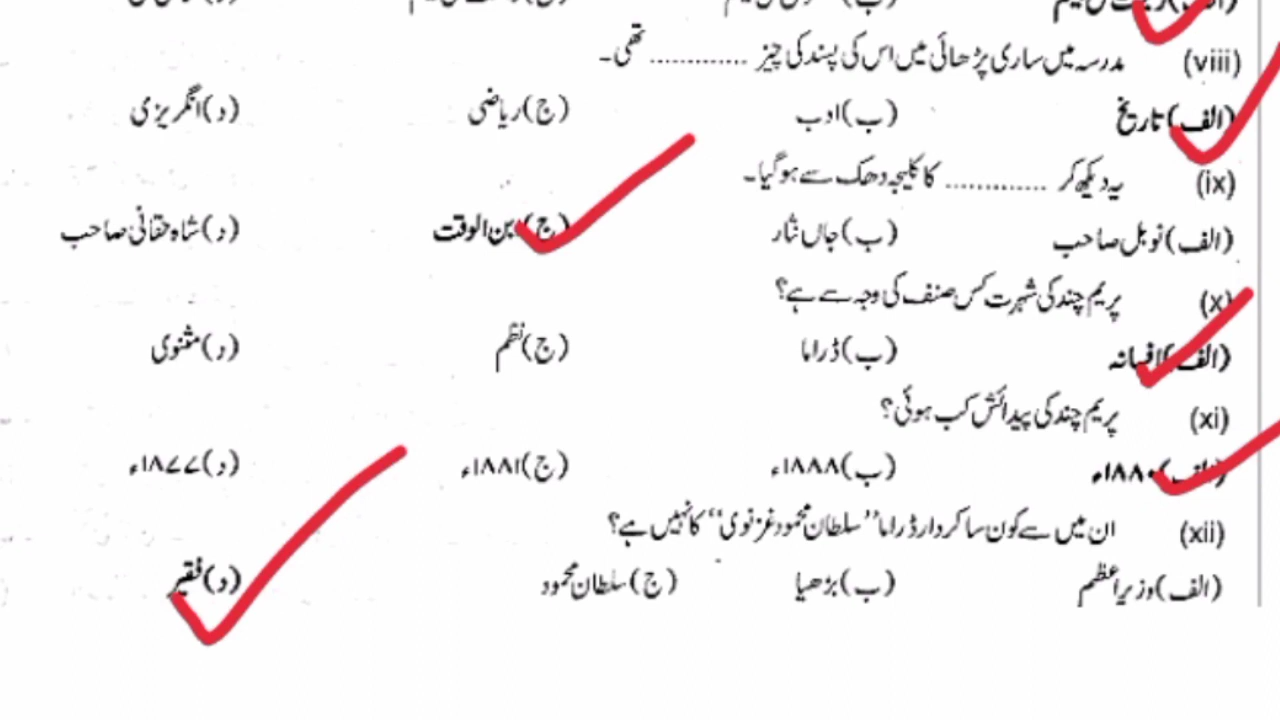 (viii) مدرسہ میں ساری پڑھائی میں اس کی پسند کی چیز ............ تھی۔
(الف) تاریخ (ب) ادب (ج) ریاضی (د) انگریزی
(ix) یہ دیکھ کر ............. کا کلیجہ دھک سے ہو گیا۔
(الف) نوبل صاحب (ب) جاں نثار (ج) ابن الوقت (د) شاہ حقانی صاحب
(x) پریم چند کی شہرت کس صنف کی وجہ سے ہے؟
(الف) افسانہ (ب) ڈراما (ج) نظم (د) مثنوی
(xi) پریم چند کی پیدائش کب ہوئی؟
(الف) ۱۸۸۰ء (ب) ۱۸۸۸ء (ج) ۱۸۸۱ء (د) ۱۸۷۷ء
(xii) ان میں سے کون سا کردار ڈراما ’’سلطان محمود غزنوی‘‘ کا نہیں ہے؟
(الف) وزیراعظم (ب) بڑھیا (ج) سلطان محمود (د) فقیر